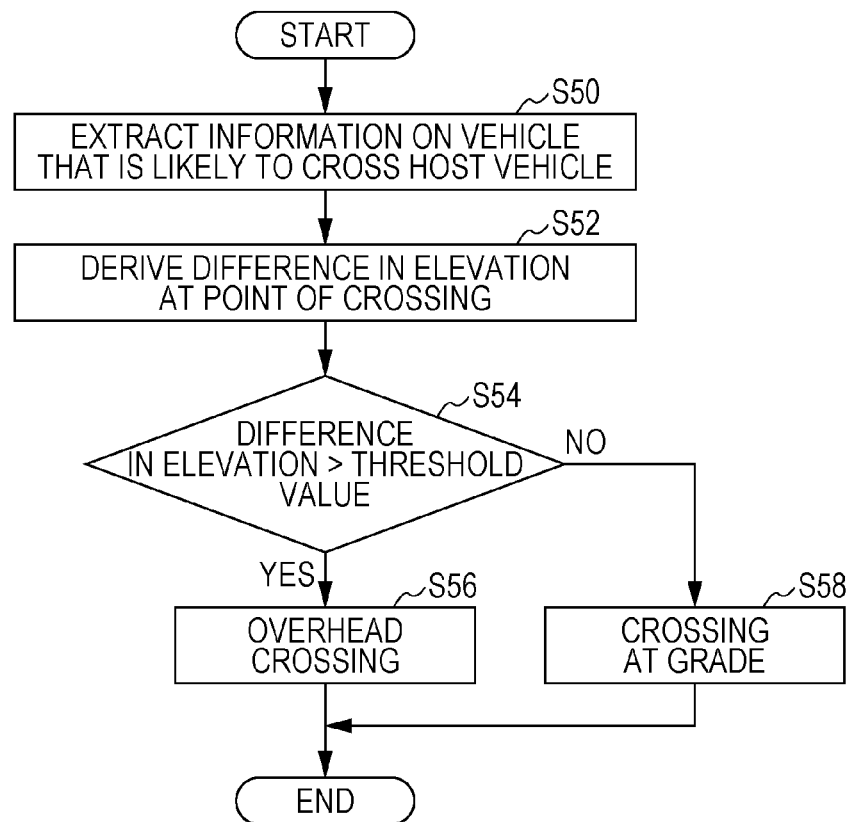 START
S50
EXTRACT INFORMATION ON VEHICLE
THAT IS LIKELY TO CROSS HOST VEHICLE
S52
DERIVE DIFFERENCE IN ELEVATION
AT POINT OF CROSSING
S54
DIFFERENCE
IN ELEVATION > THRESHOLD
VALUE
NO
YES
S56
OVERHEAD
CROSSING
S58
CROSSING
AT GRADE
END